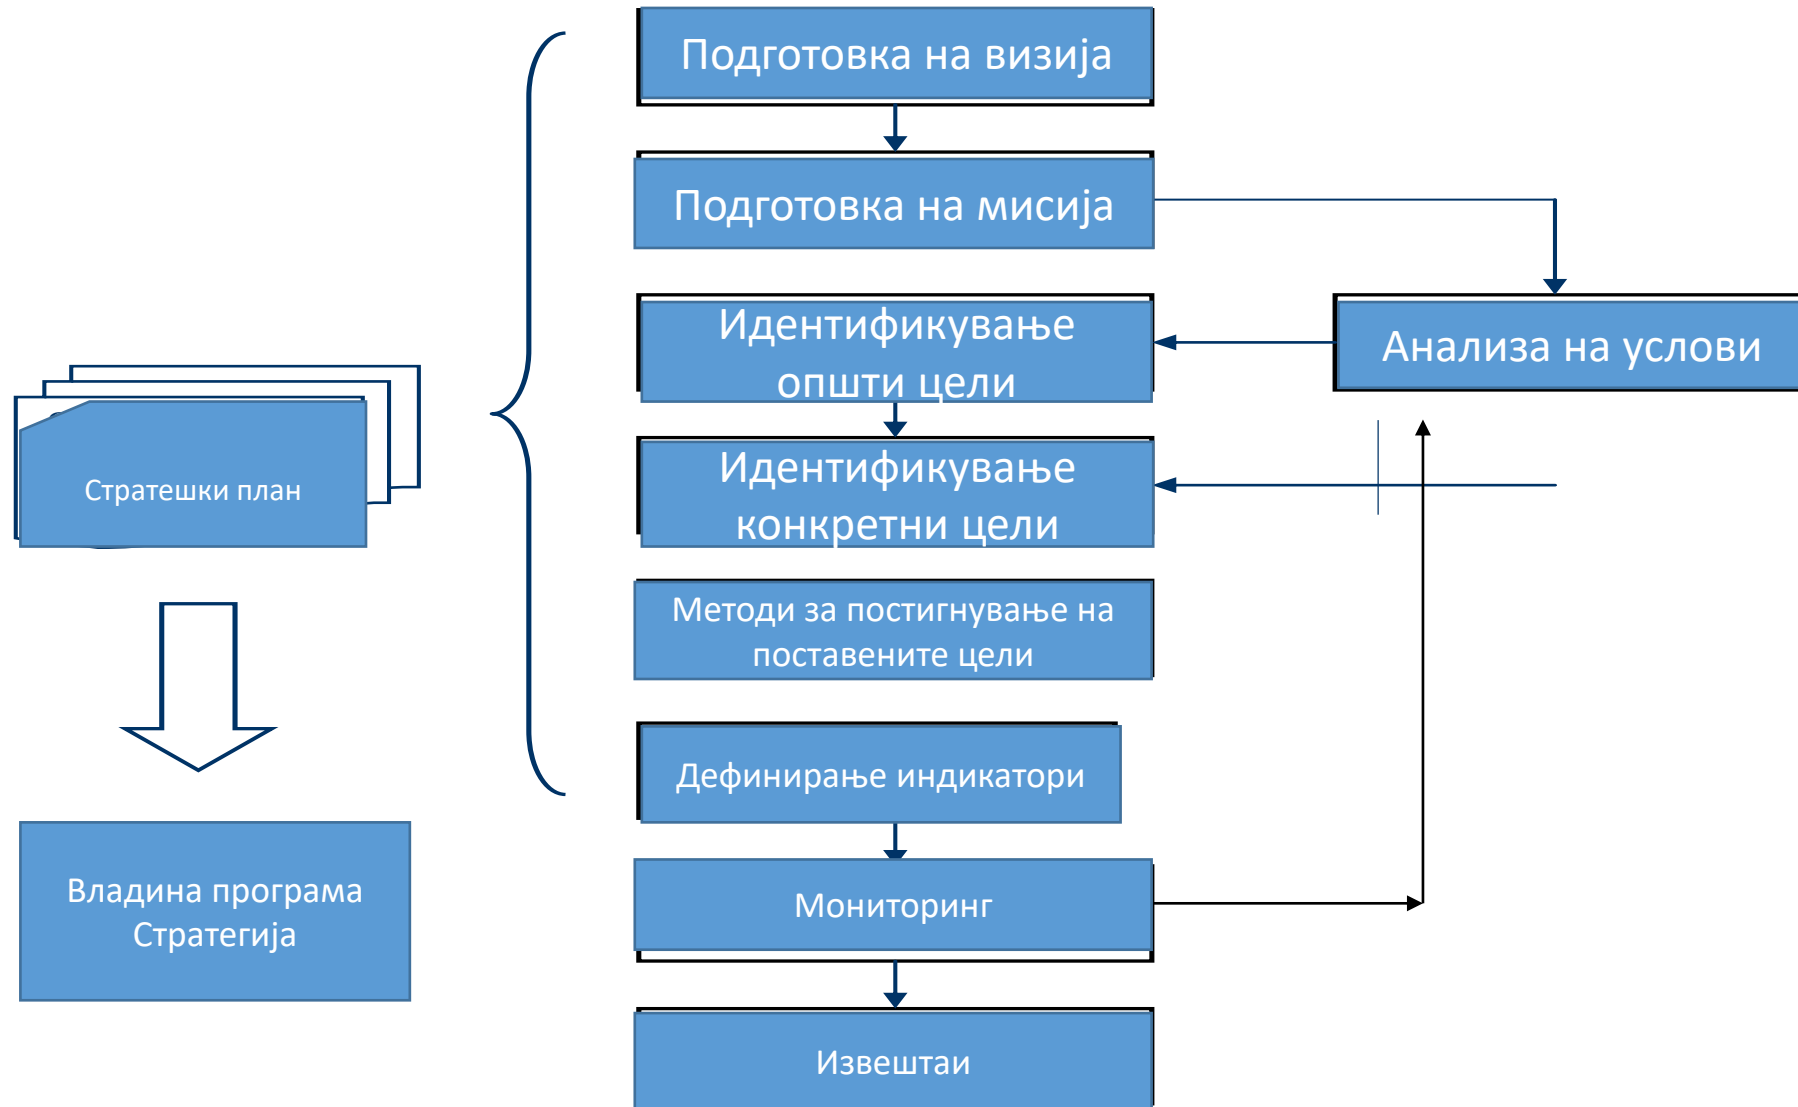 Подготовка на визија
Подготовка на мисија
Идентификување
општи цели
Анализа на услови
Идентификување
конкретни цели
Стратешки план
Методи за постигнување на
поставените цели
Дефинирање индикатори
Владина програма
Стратегија
Мониторинг
Извештаи